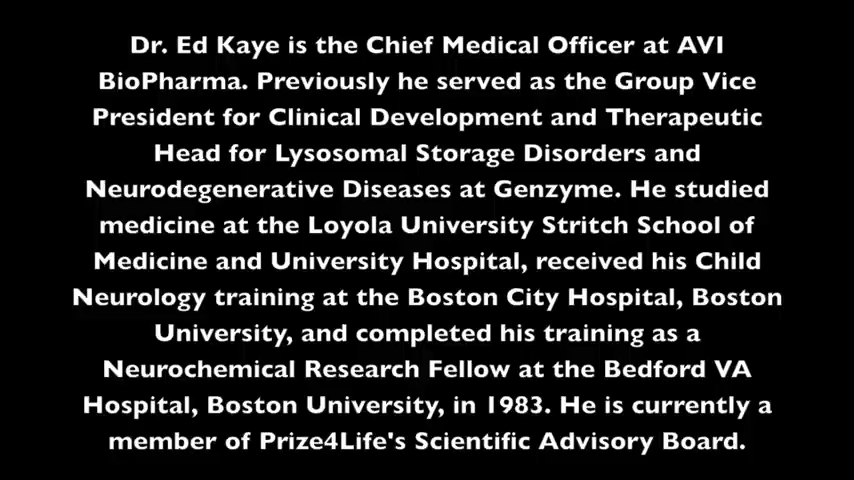 Dr. Ed Kaye is the Chief Medical Officer at AVI
BioPharma. Previously he served as the Group Vice
President for Clinical Development and Therapeutic
Head for Lysosomal Storage Disorders and
Neurodegenerative Diseases at Genzyme. He studied
medicine at the Loyola University Stritch School of
Medicine and University Hospital, received his Child
Neurology training at the Boston City Hospital, Boston
University, and completed his training as a
Neurochemical Research Fellow at the Bedford VA
Hospital, Boston University, in 1983. He is currently a
member of Prize4Life's Scientific Advisory Board.